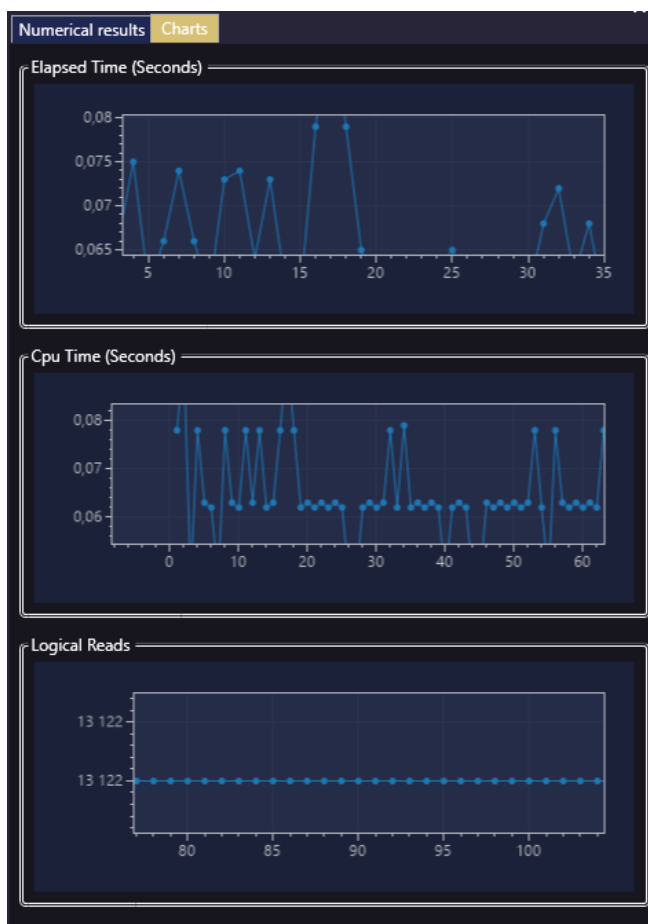 Numerical results Charts
Elapsed Time (Seconds)
0,08
0,075
0,07
0,065
5 10 15 20 25 30 35
Cpu Time (Seconds)
0,08
0,07
0,06
0 10 20 30 40 50 60
Logical Reads
13 122
13 122
80 85 90 95 100